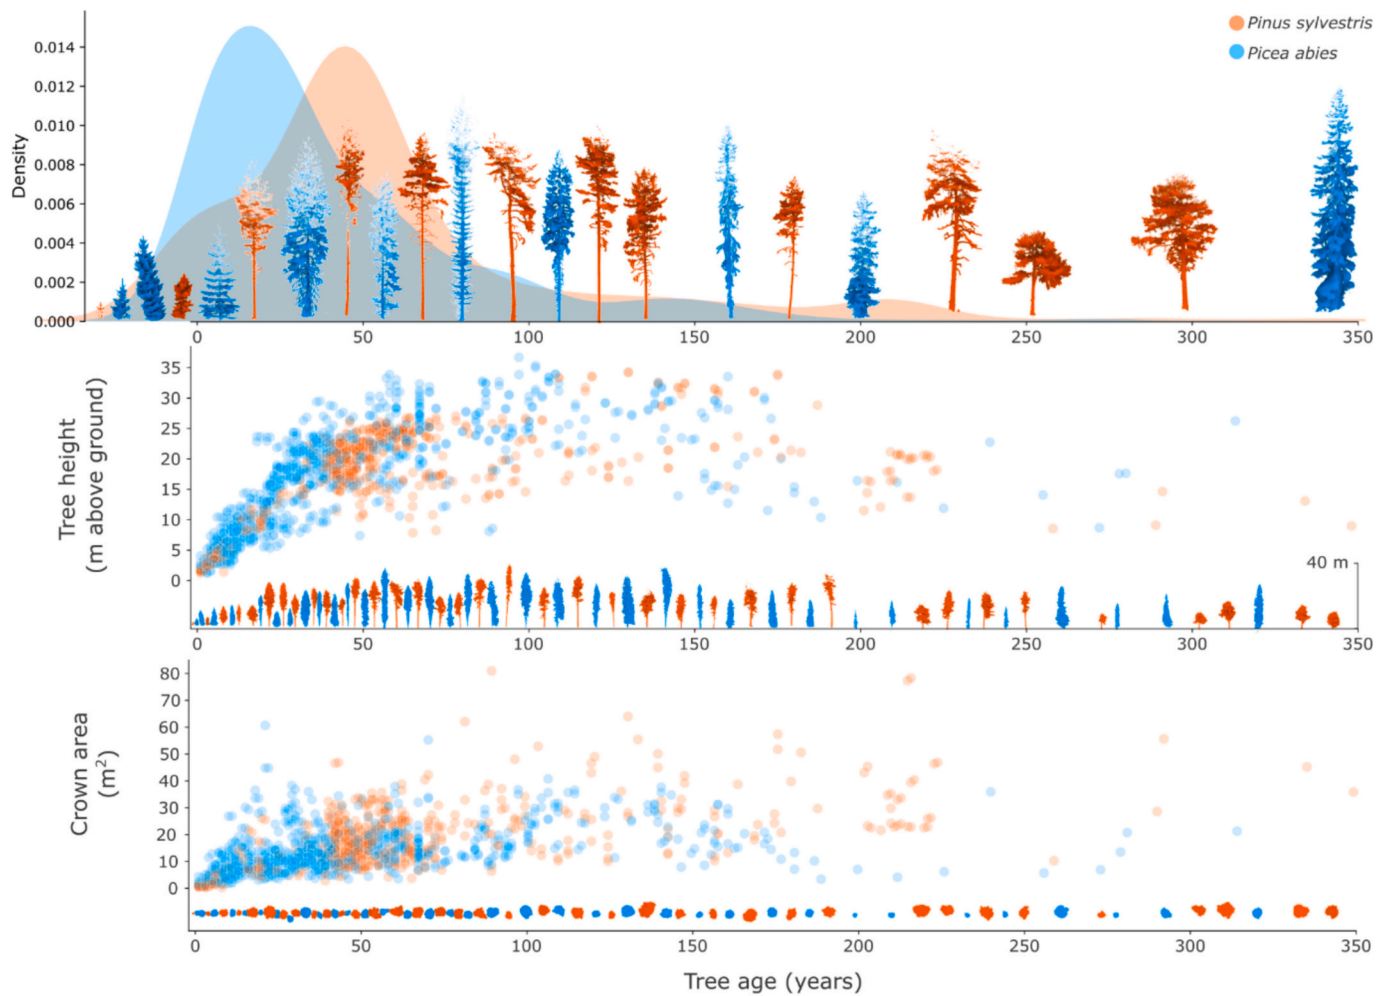 Pinus sylvestris
Picea abies
Density
0.014
0.012
0.010
0.008
0.006
0.004
0.002
0.000
0 50 100 150 200 250 300 350
Tree height
(m above ground)
35
30
25
20
15
10
5
0
40 m
0 50 100 150 200 250 300 350
Crown area
(m²)
80
70
60
50
40
30
20
10
0
0 50 100 150 200 250 300 350
Tree age (years)